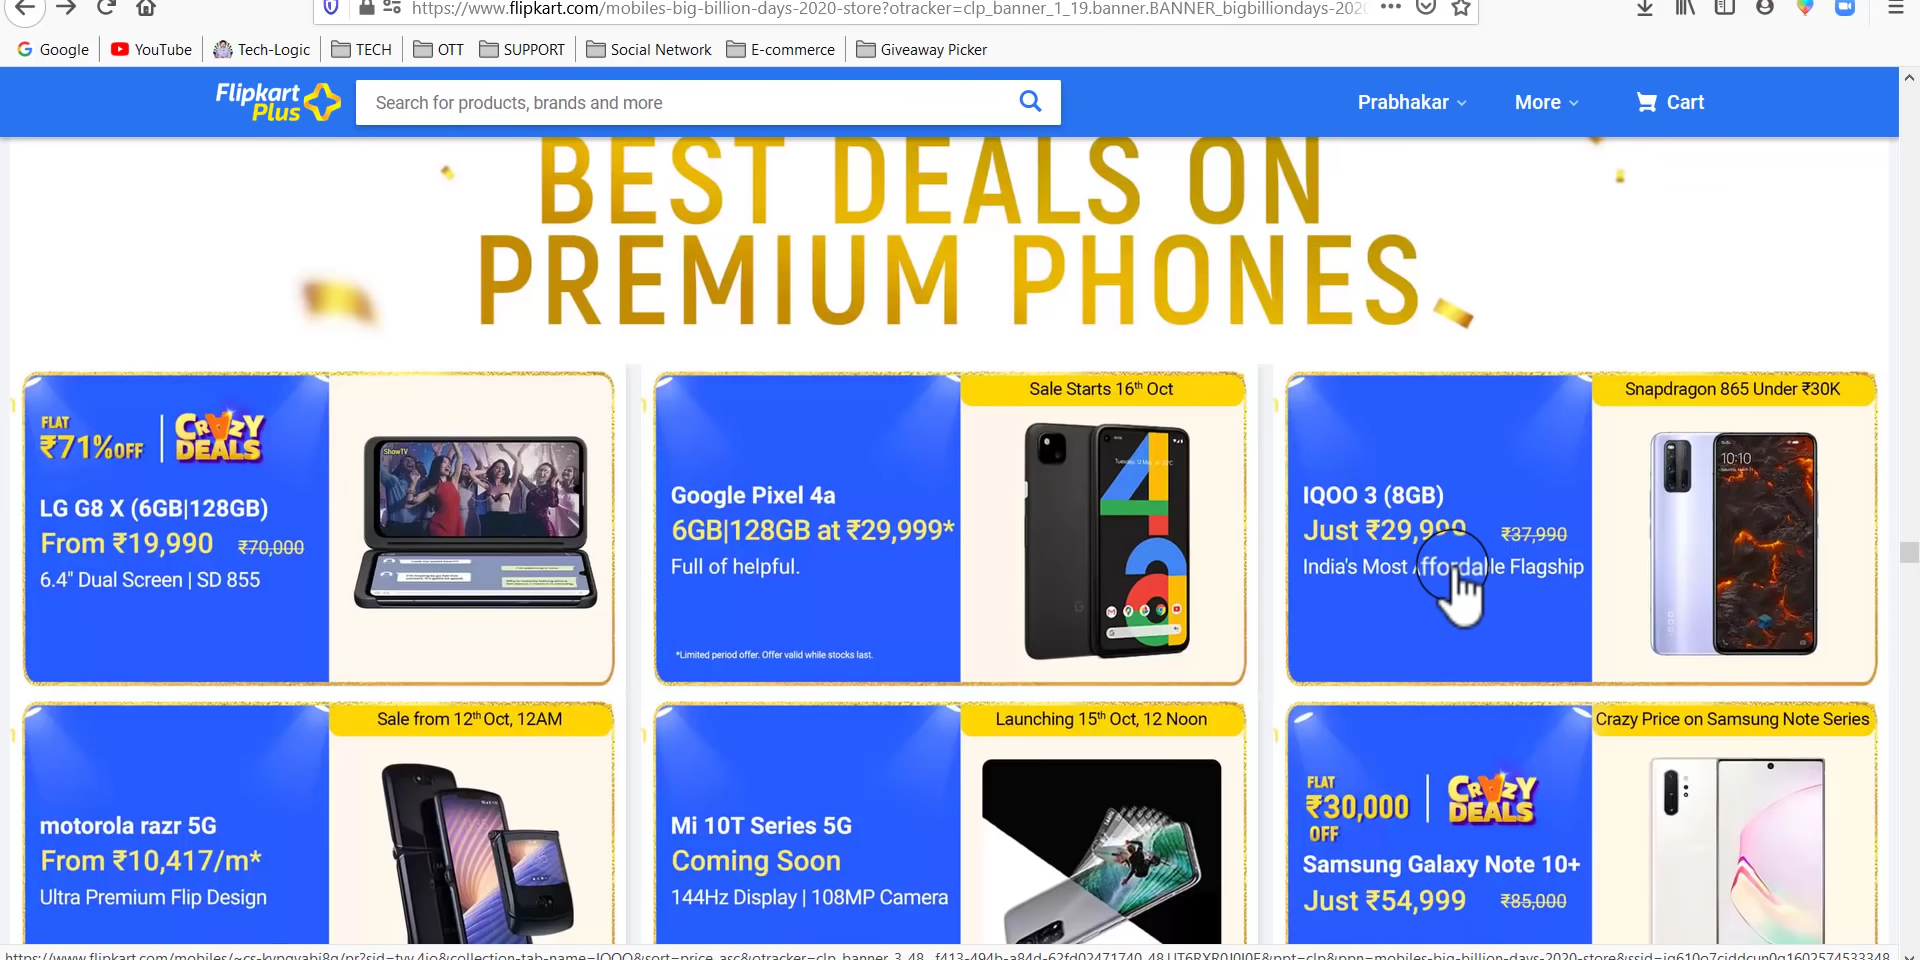 https://www.flipkart.com/mobiles-big-billion-days-2020-store?otracker=clp_banner_1_19.banner.BANNER_bigbilliondays-202
Google YouTube Tech-Logic TECH OTT SUPPORT Social Network E-commerce Giveaway Picker
Flipkart
Plus
Search for products, brands and more
Prabhakar More Cart
BEST DEALS ON
PREMIUM PHONES
FLAT
₹71%OFF
CRAZY
DEALS
LG G8 X (6GB|128GB)
From ₹19,990 ₹70,000
6.4" Dual Screen | SD 855
ShowTV
Sale Starts 16th Oct
Google Pixel 4a
6GB|128GB at ₹29,999*
Full of helpful.
*Limited period offer. Offer valid while stocks last.
Snapdragon 865 Under ₹30K
IQOO 3 (8GB)
Just ₹29,990 ₹37,990
India's Most Affordable Flagship
10:10
Sale from 12th Oct, 12AM
motorola razr 5G
From ₹10,417/m*
Ultra Premium Flip Design
Launching 15th Oct, 12 Noon
Mi 10T Series 5G
Coming Soon
144Hz Display | 108MP Camera
Crazy Price on Samsung Note Series
FLAT
₹30,000
OFF
CRAZY
DEALS
Samsung Galaxy Note 10+
Just ₹54,999 ₹85,000